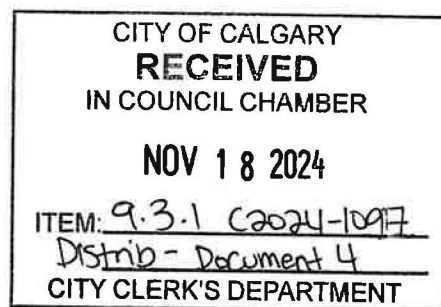 CITY OF CALGARY
RECEIVED
IN COUNCIL CHAMBER
NOV 18 2024
ITEM: 9.3.1 C2024-1097
Distrib - Document 4
CITY CLERK'S DEPARTMENT